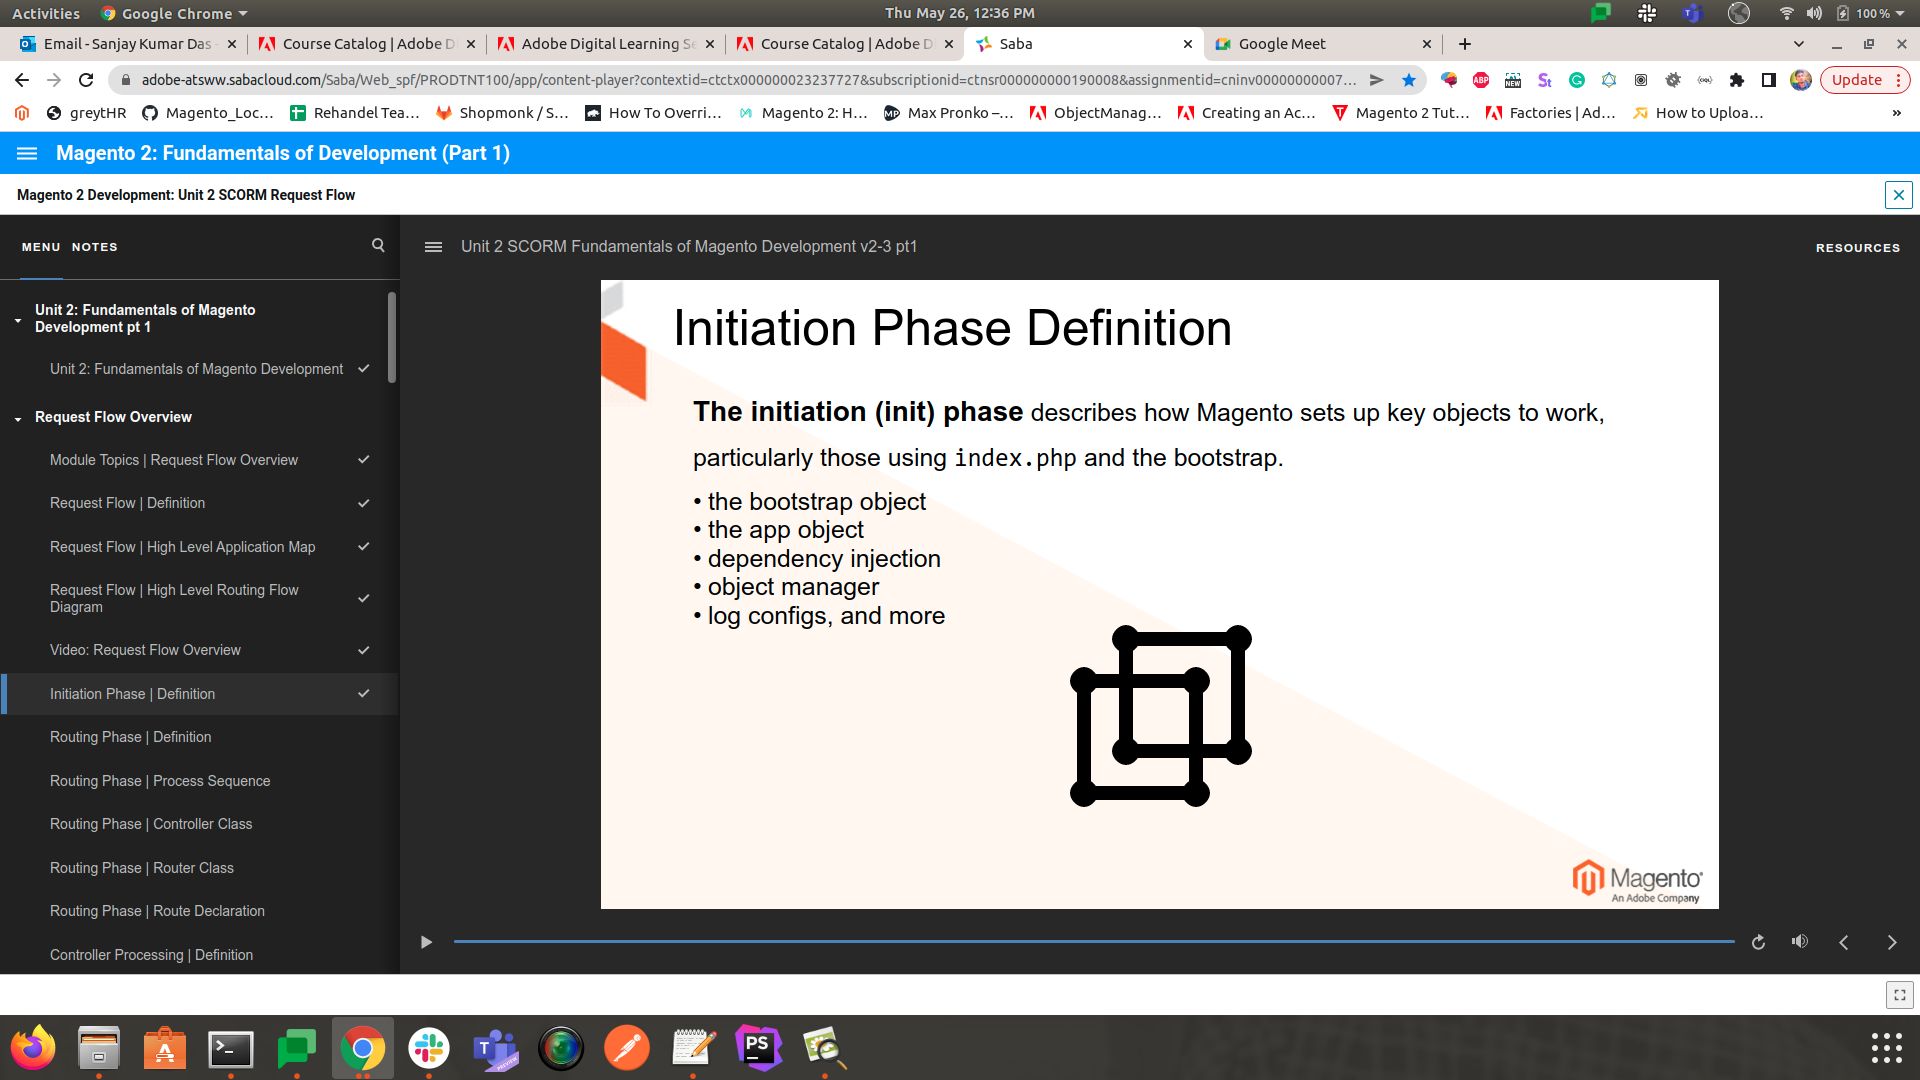 Activities Google Chrome Thu May 26, 12:36 PM 100 %
Email - Sanjay Kumar Das Course Catalog | Adobe D Adobe Digital Learning Se Course Catalog | Adobe D Saba Google Meet
adobe-atsww.sabacloud.com/Saba/Web_spf/PRODTNT100/app/content-player?contextid=ctctx000000023237727&subscriptionid=ctnsr000000000190008&assignmentid=cninv00000000007... Update
greytHR Magento_Loc... Rehandel Tea... Shopmonk / S... How To Overri... Magento 2: H... Max Pronko –... ObjectManag... Creating an Ac... Magento 2 Tut... Factories | Ad... How to Uploa... »
Magento 2: Fundamentals of Development (Part 1)
Magento 2 Development: Unit 2 SCORM Request Flow
MENU NOTES
Unit 2 SCORM Fundamentals of Magento Development v2-3 pt1
RESOURCES
Unit 2: Fundamentals of Magento
Development pt 1
Unit 2: Fundamentals of Magento Development
Request Flow Overview
Module Topics | Request Flow Overview
Request Flow | Definition
Request Flow | High Level Application Map
Request Flow | High Level Routing Flow
Diagram
Video: Request Flow Overview
Initiation Phase | Definition
Routing Phase | Definition
Routing Phase | Process Sequence
Routing Phase | Controller Class
Routing Phase | Router Class
Routing Phase | Route Declaration
Controller Processing | Definition
Initiation Phase Definition
The initiation (init) phase describes how Magento sets up key objects to work,
particularly those using index.php and the bootstrap.
• the bootstrap object
• the app object
• dependency injection
• object manager
• log configs, and more
Magento
An Adobe Company